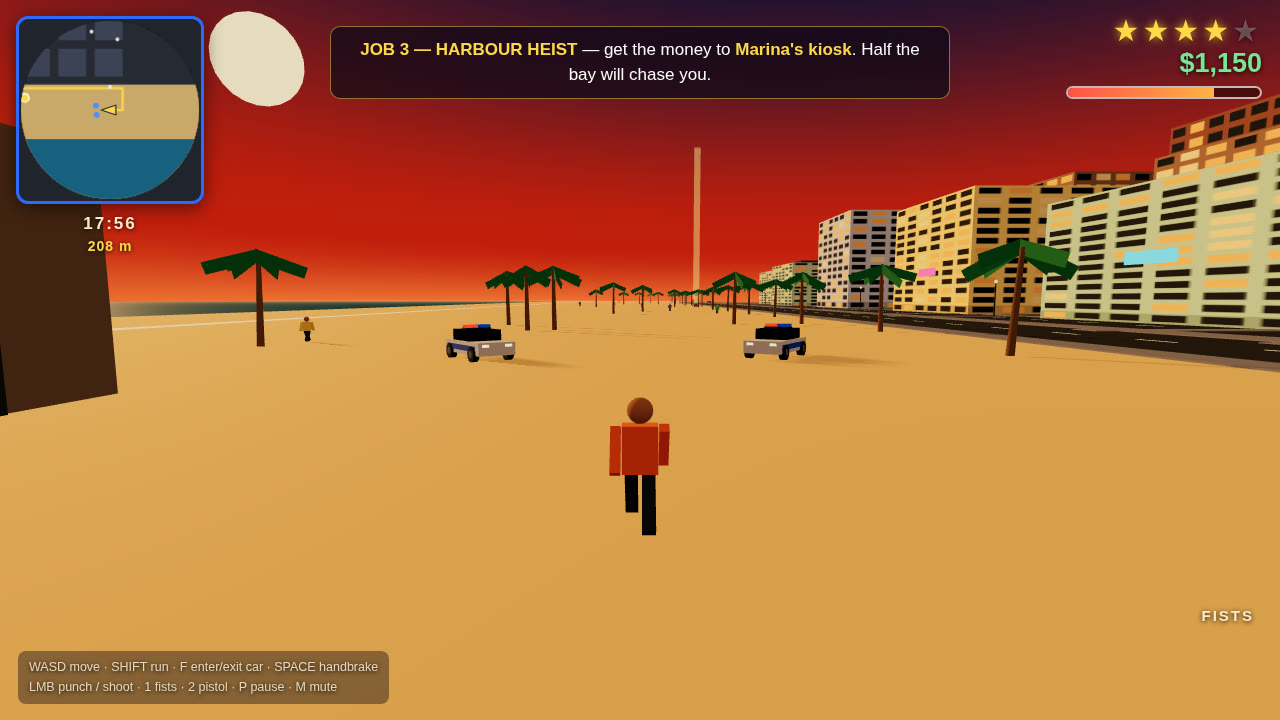 JOB 3 — HARBOUR HEIST — get the money to Marina's kiosk. Half the
bay will chase you.
$1,150
17:56
208 m
FISTS
WASD move · SHIFT run · F enter/exit car · SPACE handbrake
LMB punch / shoot · 1 fists · 2 pistol · P pause · M mute